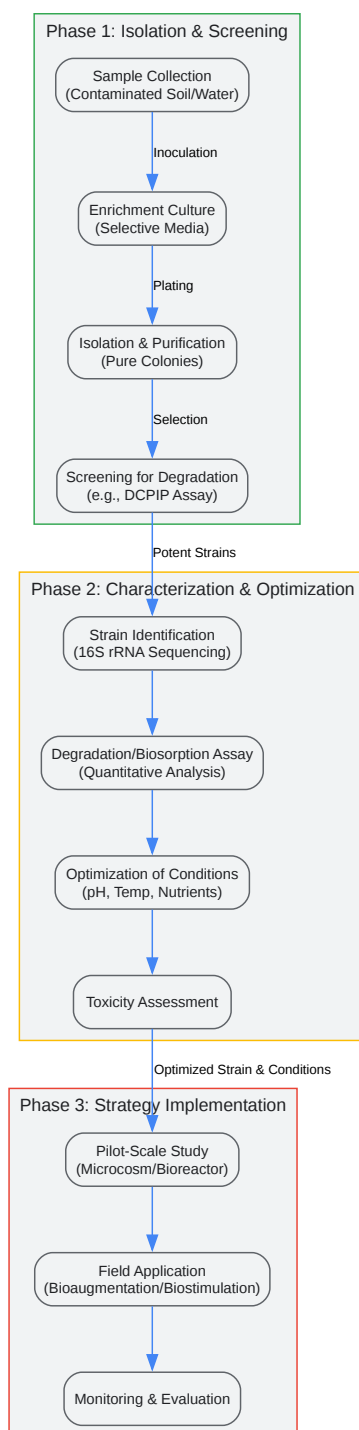 Phase 1: Isolation & Screening
Sample Collection
(Contaminated Soil/Water)
Inoculation
Enrichment Culture
(Selective Media)
Plating
Isolation & Purification
(Pure Colonies)
Selection
Screening for Degradation
(e.g., DCPIP Assay)
Potent Strains
Phase 2: Characterization & Optimization
Strain Identification
(16S rRNA Sequencing)
Degradation/Biosorption Assay
(Quantitative Analysis)
Optimization of Conditions
(pH, Temp, Nutrients)
Toxicity Assessment
Optimized Strain & Conditions
Phase 3: Strategy Implementation
Pilot-Scale Study
(Microcosm/Bioreactor)
Field Application
(Bioaugmentation/Biostimulation)
Monitoring & Evaluation